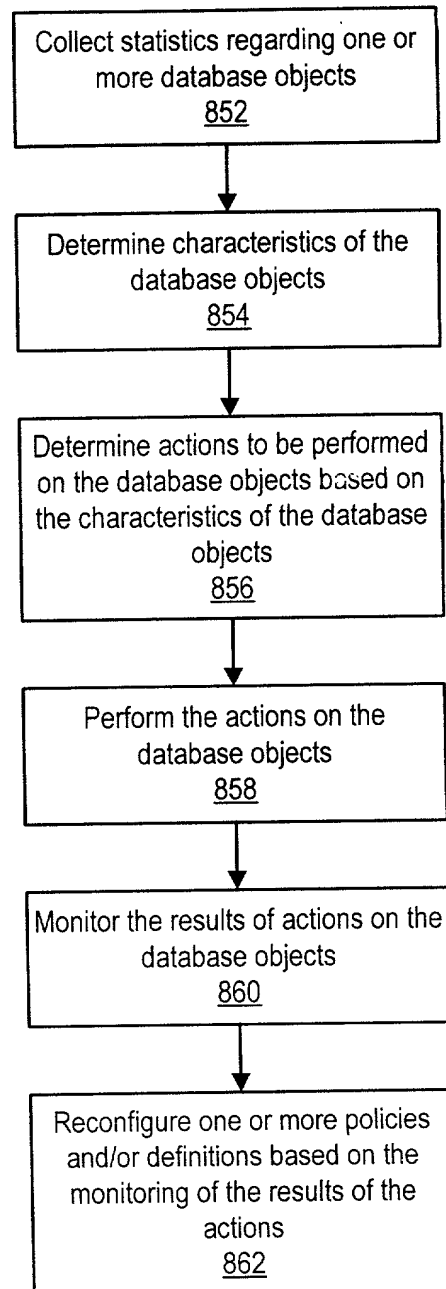 Collect statistics regarding one or
more database objects
852
Determine characteristics of the
database objects
854
Determine actions to be performed
on the database objects based on
the characteristics of the database
objects
856
Perform the actions on the
database objects
858
Monitor the results of actions on the
database objects
860
Reconfigure one or more policies
and/or definitions based on the
monitoring of the results of the
actions
862